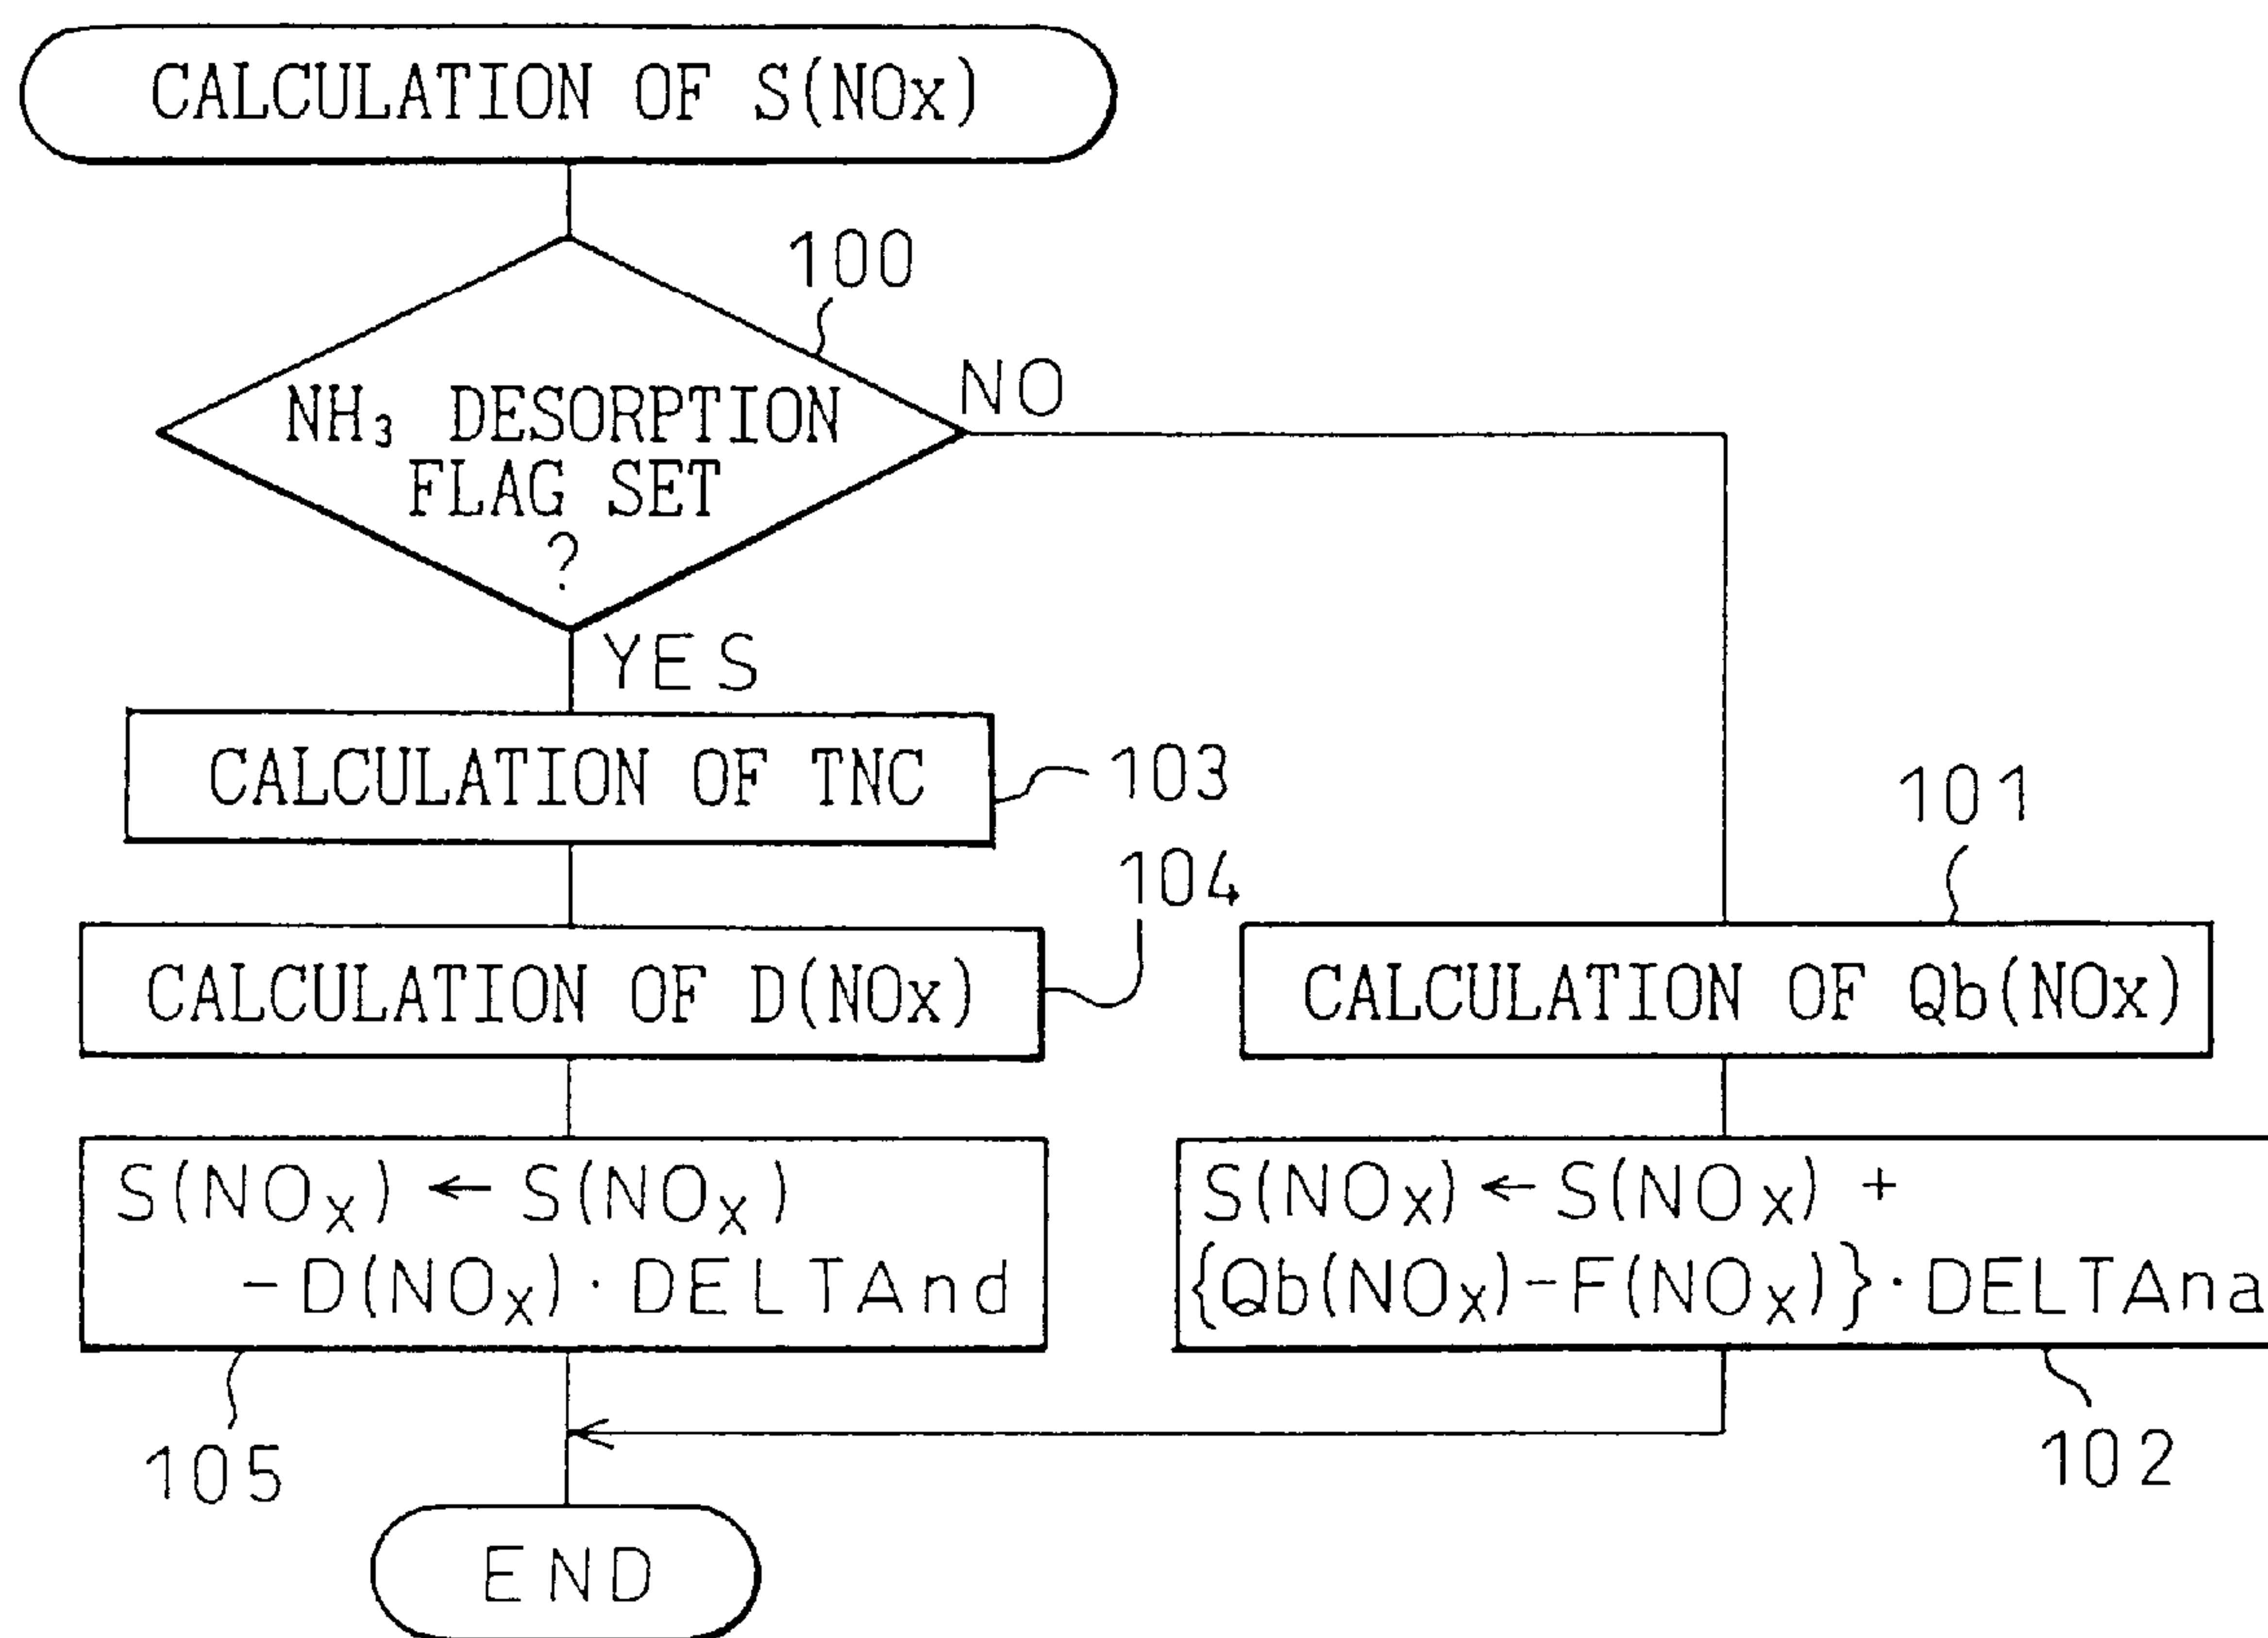 CALCULATION OF S(NOx)
100
NH₃ DESORPTION
FLAG SET
?
NO
YES
CALCULATION OF TNC
103
104
101
CALCULATION OF D(NOx)
CALCULATION OF Qb(NOx)
S(NOx) ← S(NOx)
-D(NOx)·DELTAnd
S(NOx) ← S(NOx) +
{Qb(NOx)-F(NOx)}·DELTAna
105
102
END